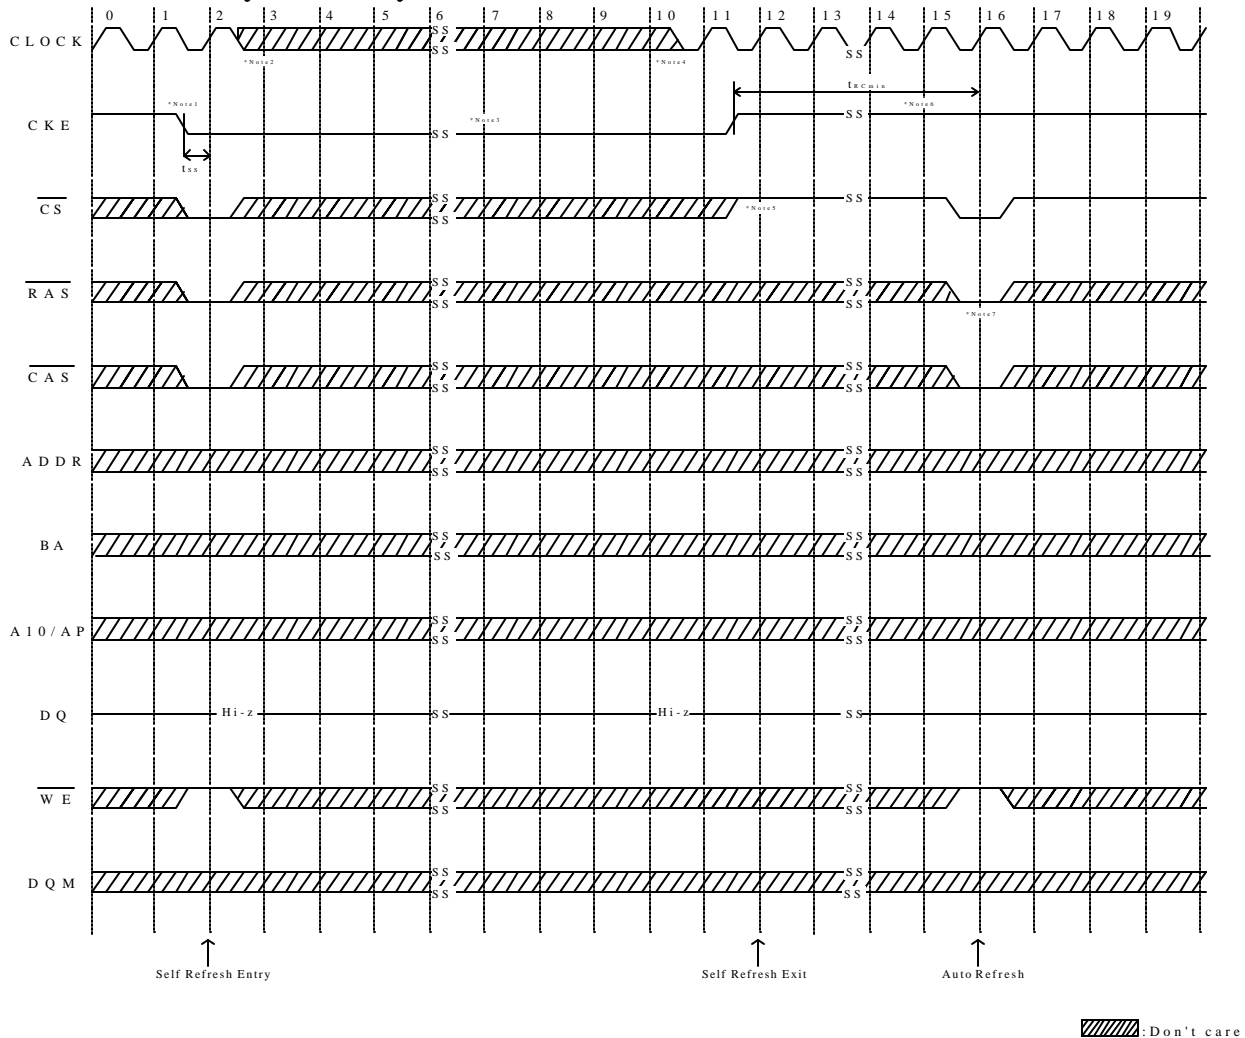 0 1 2 3 4 5 6 7 8 9 10 11 12 13 14 15 16 17 18 19
CLOCK
SS
SS
SS
*Note2
*Note4
tRCmin
*Note1
*Note6
CKE
SS
*Note3
SS
tSS
CS
SS
SS
SS
*Note5
RAS
SS
SS
SS
SS
*Note7
CAS
SS
SS
SS
SS
ADDR
SS
SS
SS
SS
BA
SS
SS
SS
SS
A10/AP
SS
SS
SS
SS
DQ
Hi-z
SS
Hi-z
SS
WE
SS
SS
SS
SS
DQM
SS
SS
SS
SS
Self Refresh Entry
Self Refresh Exit
Auto Refresh
:Don't care